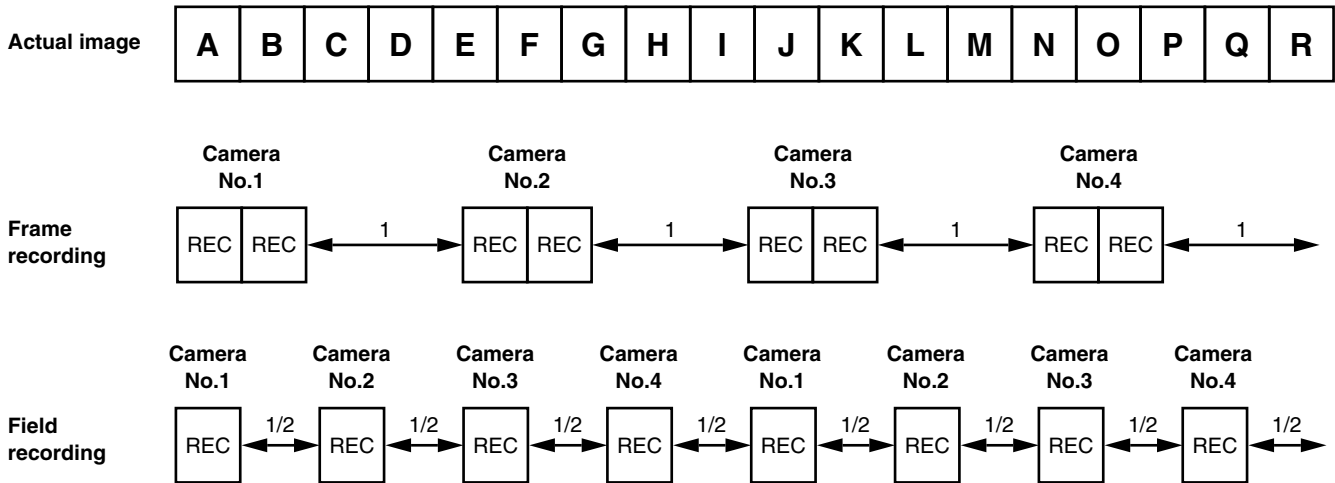 Actual image
A B C D E F G H I J K L M N O P Q R
Camera No.1 Camera No.2 Camera No.3 Camera No.4
Frame recording
REC REC 1 REC REC 1 REC REC 1 REC REC 1
Camera No.1 Camera No.2 Camera No.3 Camera No.4 Camera No.1 Camera No.2 Camera No.3 Camera No.4
Field recording
REC 1/2 REC 1/2 REC 1/2 REC 1/2 REC 1/2 REC 1/2 REC 1/2 REC 1/2